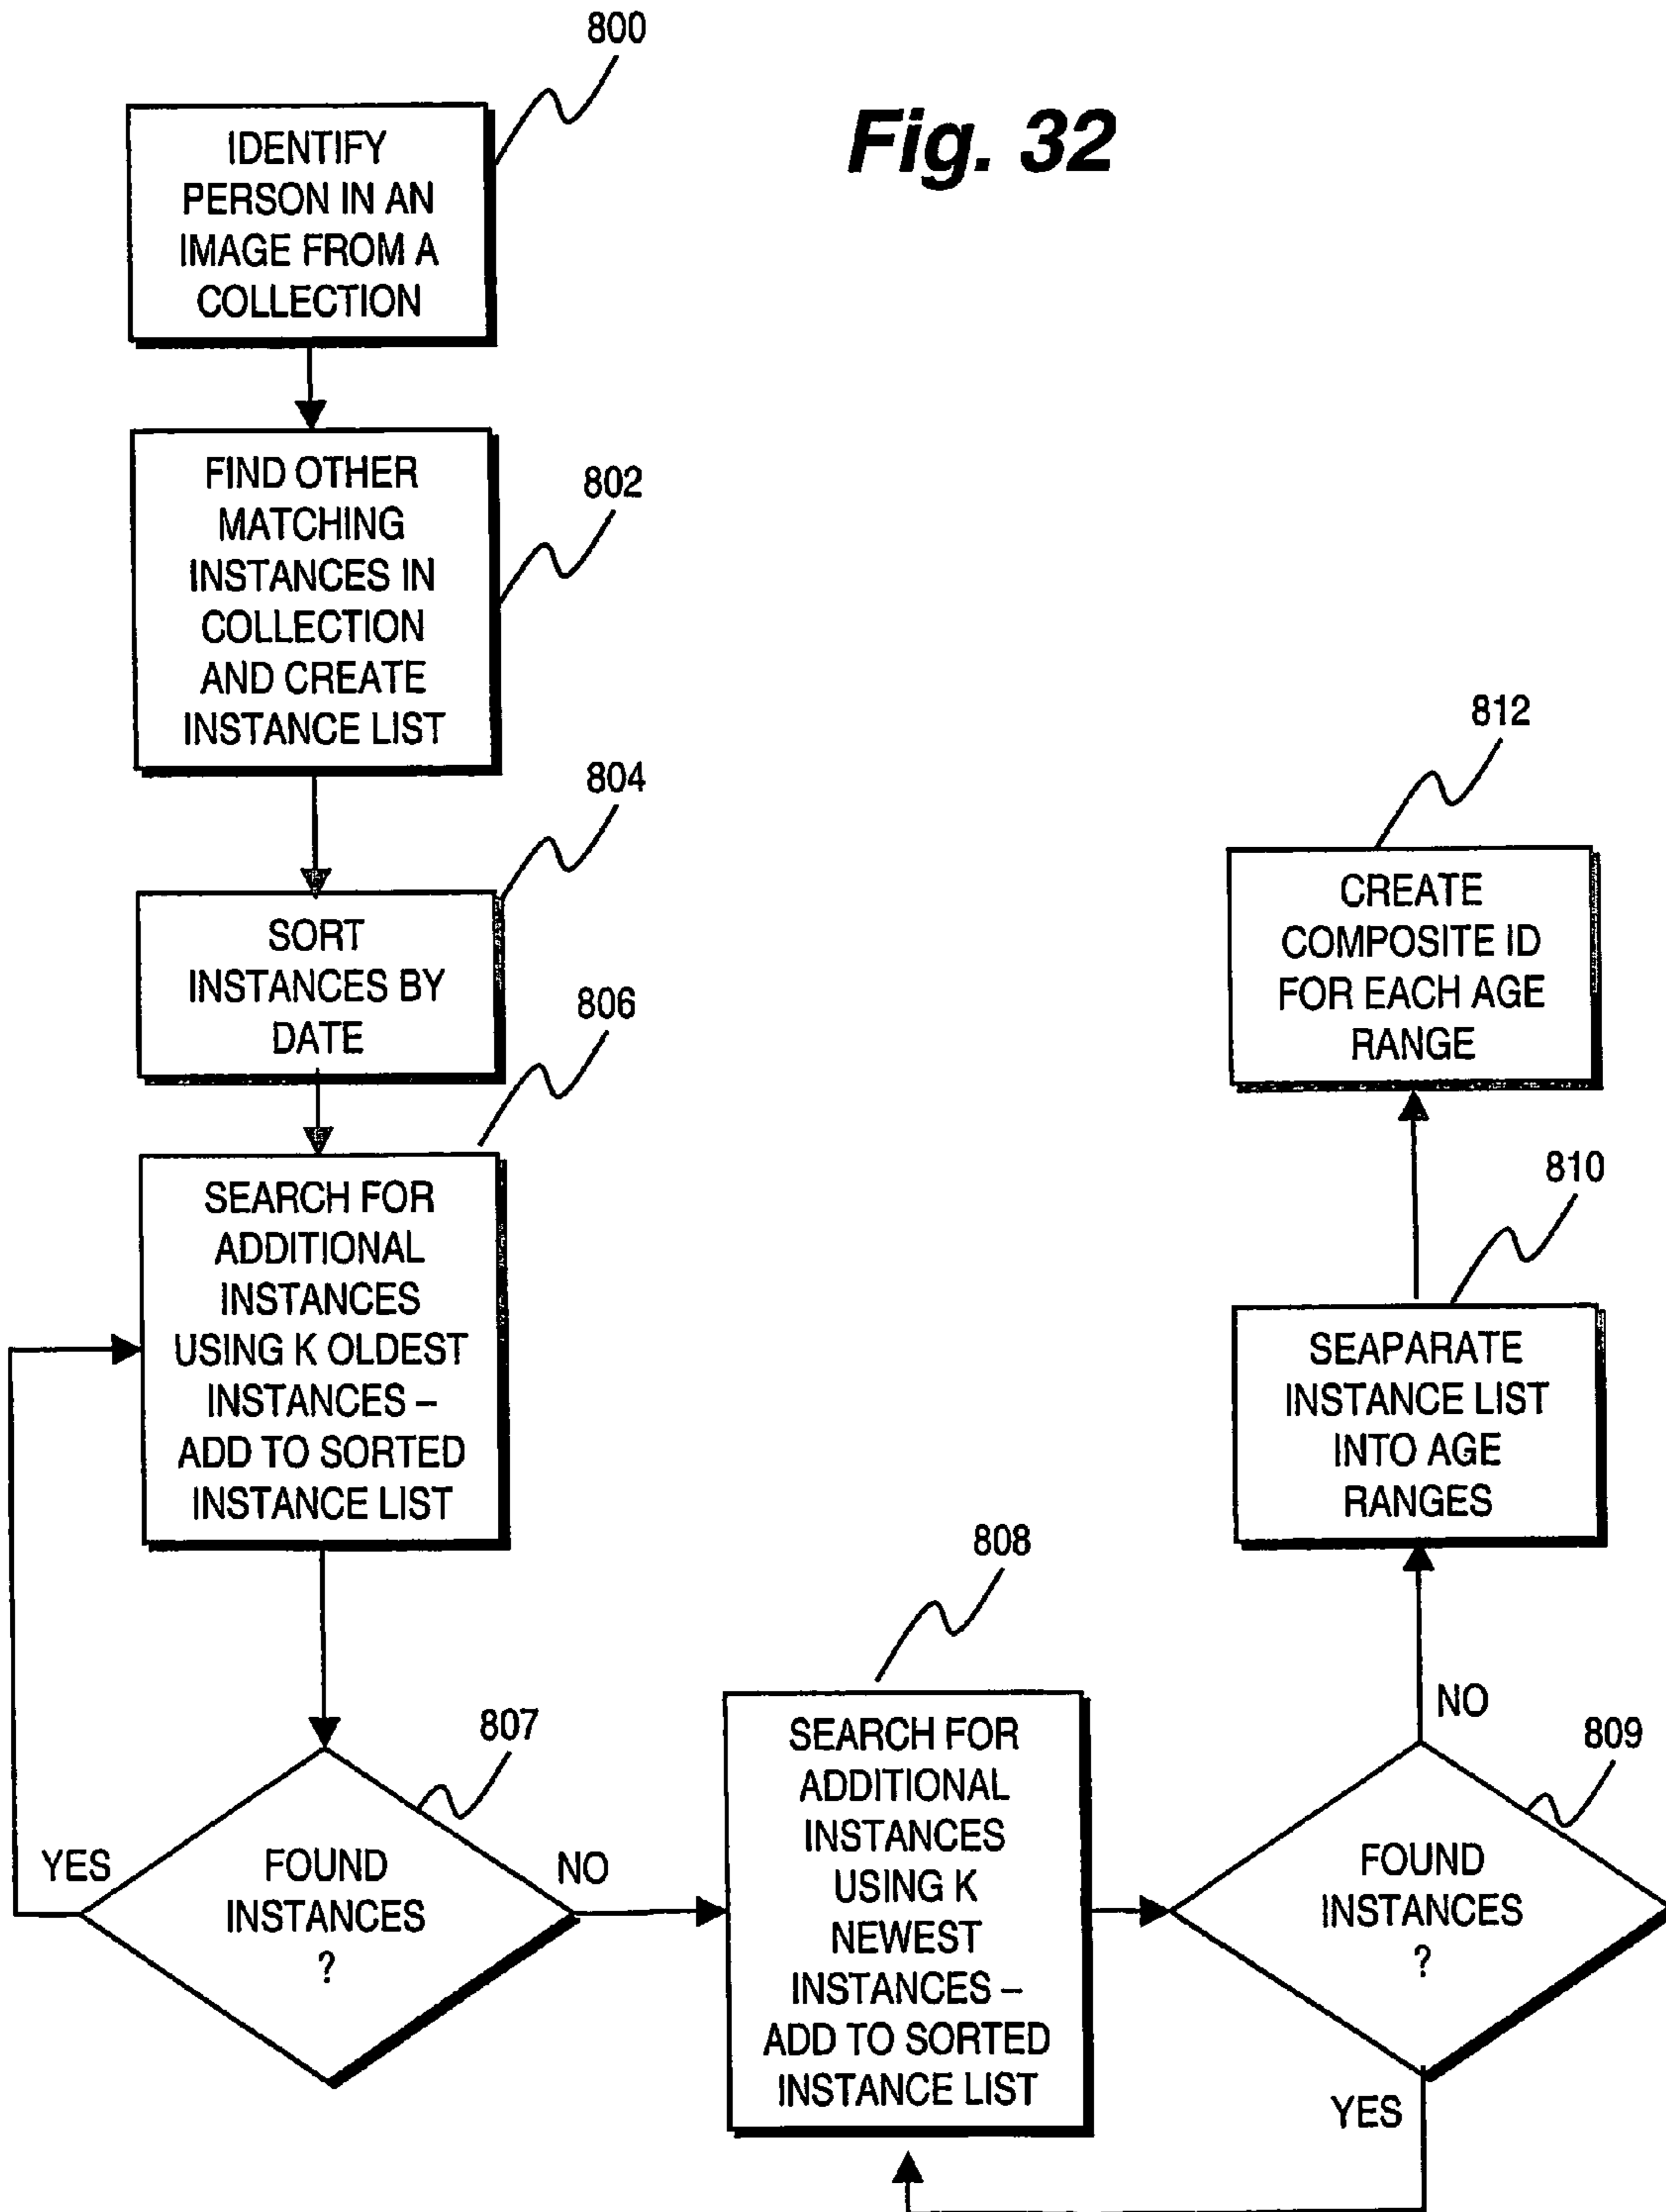 Fig. 32
800
IDENTIFY
PERSON IN AN
IMAGE FROM A
COLLECTION
802
FIND OTHER
MATCHING
INSTANCES IN
COLLECTION
AND CREATE
INSTANCE LIST
804
SORT
INSTANCES BY
DATE
806
SEARCH FOR
ADDITIONAL
INSTANCES
USING K OLDEST
INSTANCES –
ADD TO SORTED
INSTANCE LIST
807
FOUND
INSTANCES
?
YES
NO
808
SEARCH FOR
ADDITIONAL
INSTANCES
USING K
NEWEST
INSTANCES –
ADD TO SORTED
INSTANCE LIST
809
FOUND
INSTANCES
?
YES
NO
810
SEAPARATE
INSTANCE LIST
INTO AGE
RANGES
812
CREATE
COMPOSITE ID
FOR EACH AGE
RANGE